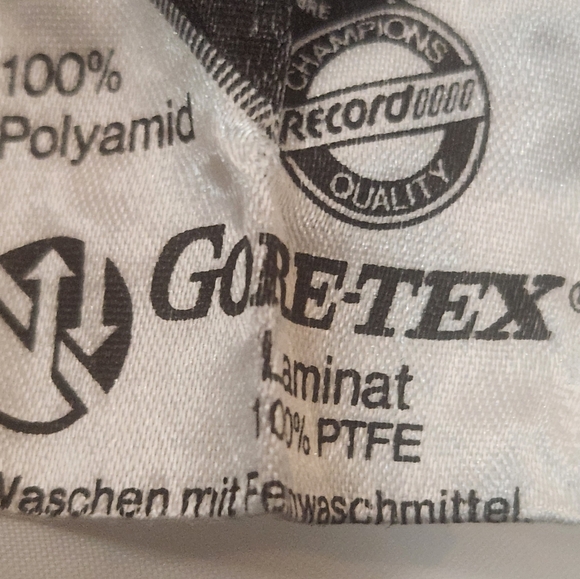 100%
Polyamid
CHAMPIONS
RECORD
QUALITY
GORE-TEX®
Laminat
100% PTFE
Waschen mit Feinwaschmittel.